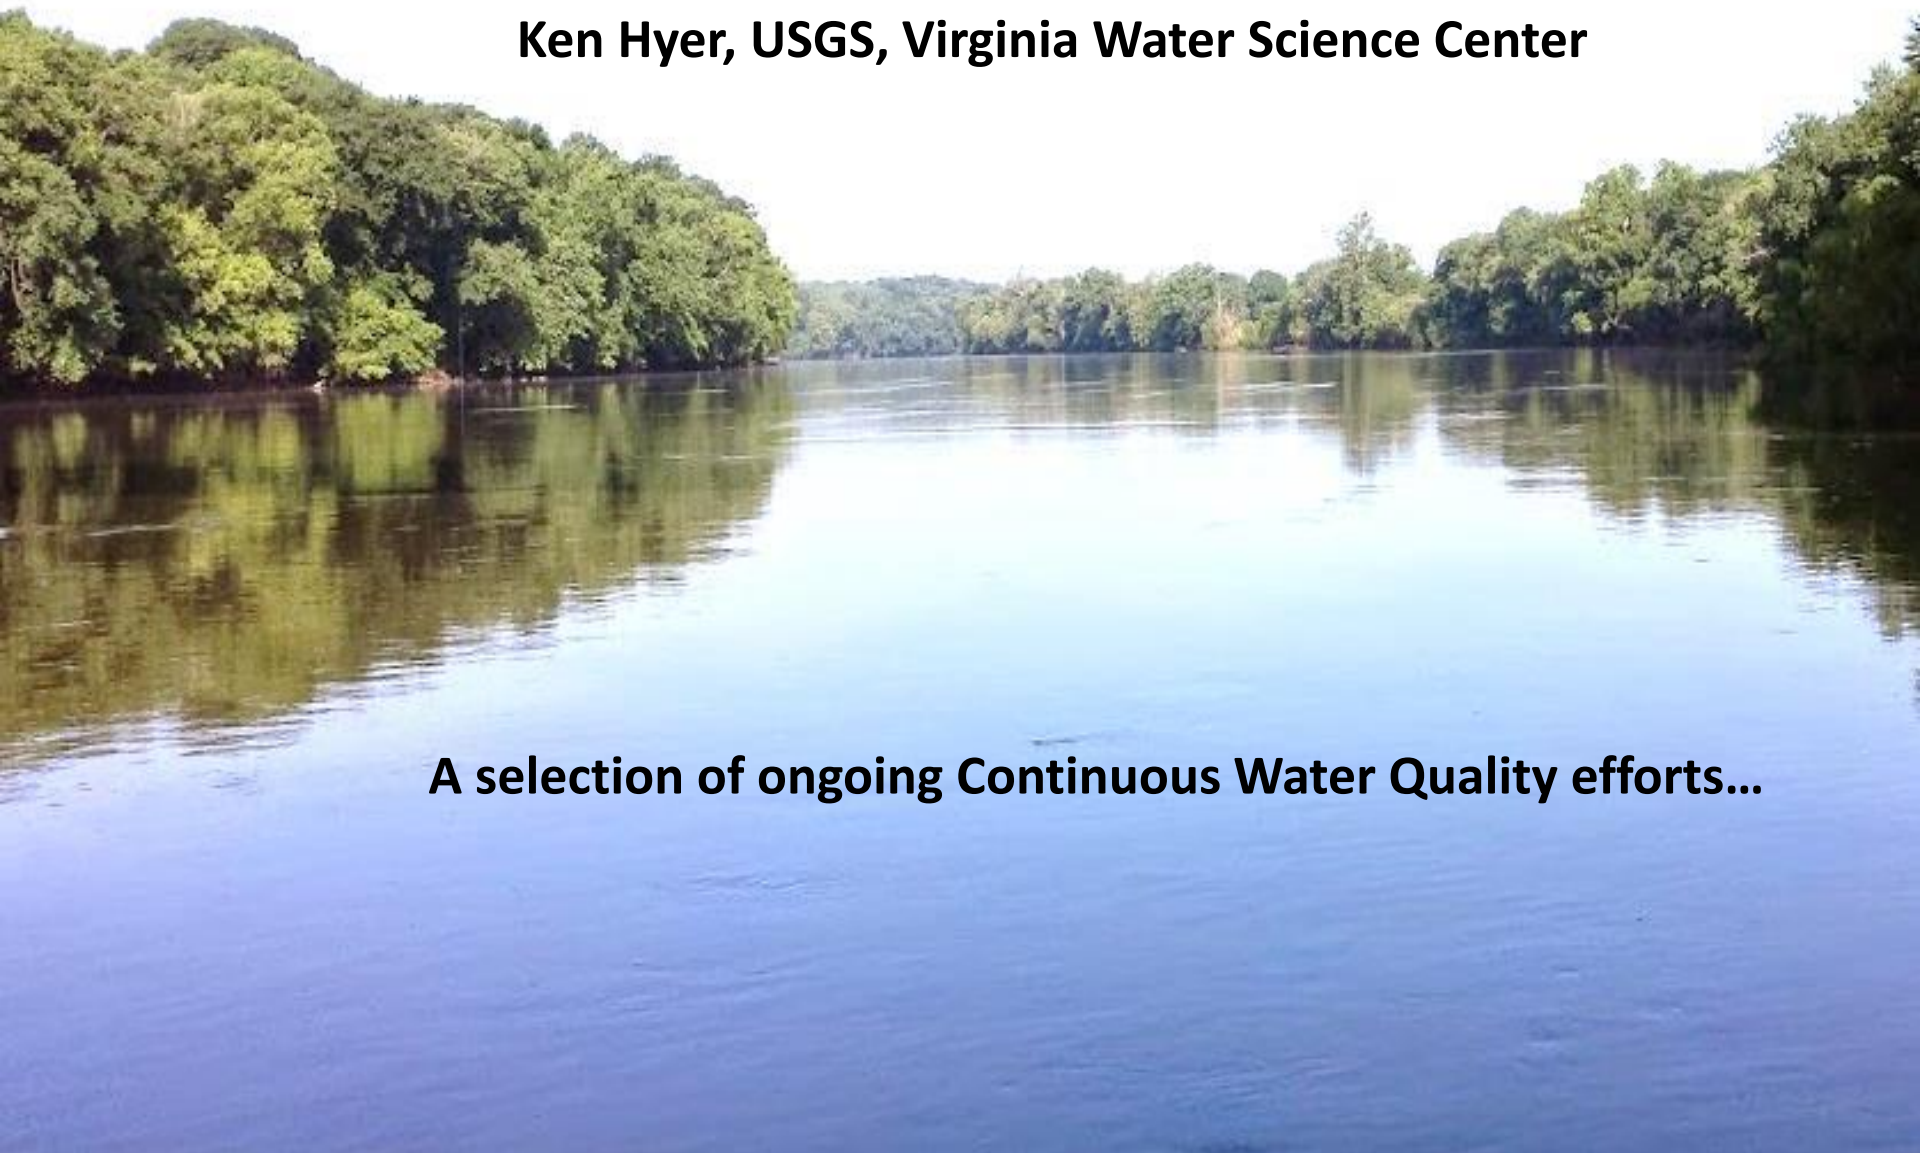 Ken Hyer, USGS, Virginia Water Science Center
A selection of ongoing Continuous Water Quality efforts…